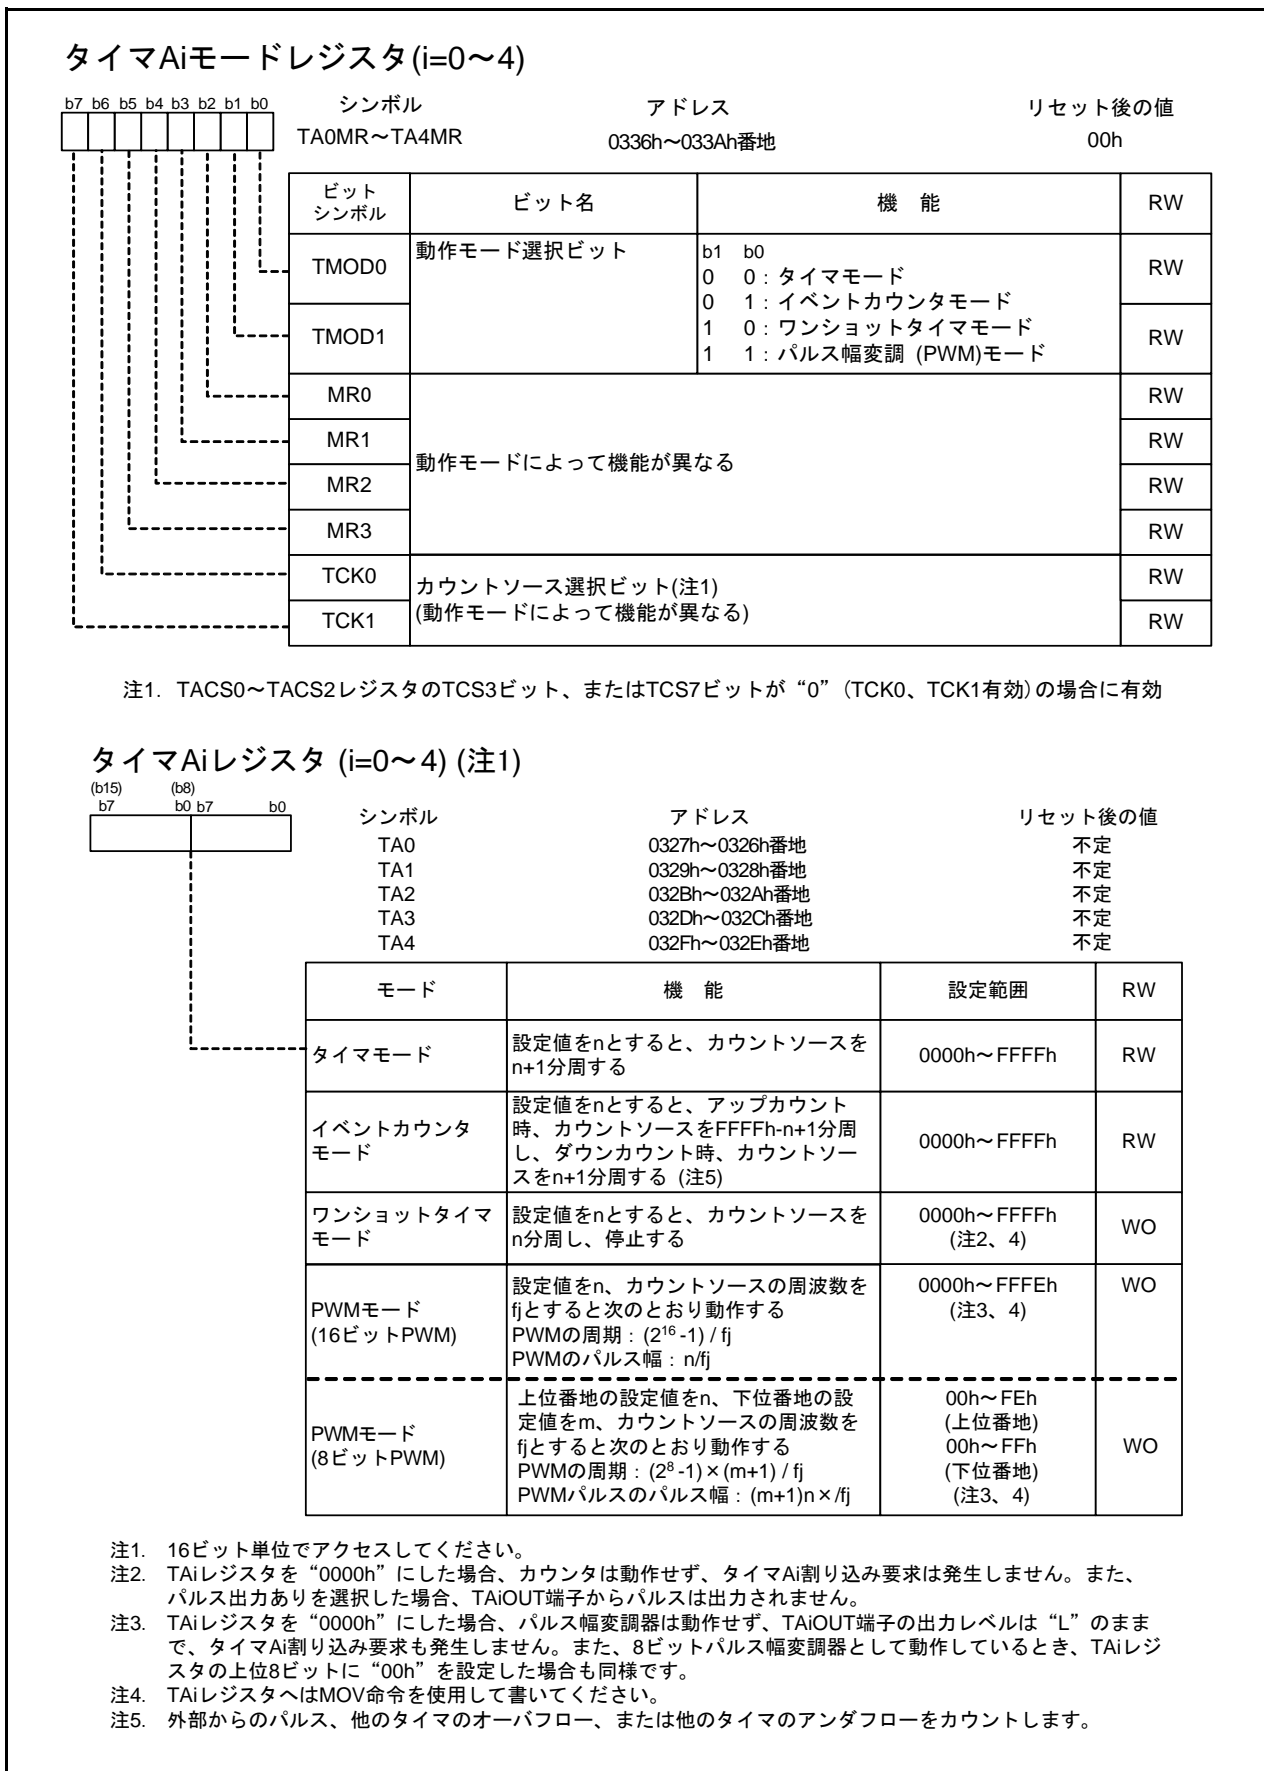 タイマAiモードレジスタ(i=0～4)
b7 b6 b5 b4 b3 b2 b1 b0
シンボル アドレス リセット後の値
TA0MR～TA4MR 0336h～033Ah番地 00h
ビット
シンボル
ビット名 機 能 RW
TMOD0 動作モード選択ビット
b1 b0
0 0：タイマモード
0 1：イベントカウンタモード
1 0：ワンショットタイマモード
1 1：パルス幅変調 (PWM)モード
RW
TMOD1 RW
MR0 RW
MR1 RW
動作モードによって機能が異なる
MR2 RW
MR3 RW
TCK0 RW
カウントソース選択ビット(注1)
(動作モードによって機能が異なる)
TCK1 RW
注1. TACS0～TACS2レジスタのTCS3ビット、またはTCS7ビットが“0”(TCK0、TCK1有効)の場合に有効
タイマAiレジスタ (i=0～4) (注1)
(b15) (b8)
b7 b0 b7 b0
シンボル アドレス リセット後の値
TA0 0327h～0326h番地 不定
TA1 0329h～0328h番地 不定
TA2 032Bh～032Ah番地 不定
TA3 032Dh～032Ch番地 不定
TA4 032Fh～032Eh番地 不定
モード 機 能 設定範囲 RW
タイマモード
設定値をnとすると、カウントソースを
n+1分周する
0000h～FFFFh RW
イベントカウンタ
モード
設定値をnとすると、アップカウント
時、カウントソースをFFFFh-n+1分周
し、ダウンカウント時、カウントソー
スをn+1分周する (注5)
0000h～FFFFh RW
ワンショットタイマ
モード
設定値をnとすると、カウントソースを
n分周し、停止する
0000h～FFFFh
(注2、4)
WO
PWMモード
(16ビットPWM)
設定値をn、カウントソースの周波数を
fjとすると次のとおり動作する
PWMの周期：(2¹⁶-1) / fj
PWMのパルス幅：n/fj
0000h～FFFEh
(注3、4)
WO
PWMモード
(8ビットPWM)
上位番地の設定値をn、下位番地の設
定値をm、カウントソースの周波数を
fjとすると次のとおり動作する
PWMの周期：(2⁸-1)×(m+1) / fj
PWMパルスのパルス幅：(m+1)n×/fj
00h～FEh
(上位番地)
00h～FFh
(下位番地)
(注3、4)
WO
注1. 16ビット単位でアクセスしてください。
注2. TAiレジスタを“0000h”にした場合、カウンタは動作せず、タイマAi割り込み要求は発生しません。また、
パルス出力ありを選択した場合、TAiOUT端子からパルスは出力されません。
注3. TAiレジスタを“0000h”にした場合、パルス幅変調器は動作せず、TAiOUT端子の出力レベルは“L”のまま
で、タイマAi割り込み要求も発生しません。また、8ビットパルス幅変調器として動作しているとき、TAiレジ
スタの上位8ビットに“00h”を設定した場合も同様です。
注4. TAiレジスタへはMOV命令を使用して書いてください。
注5. 外部からのパルス、他のタイマのオーバフロー、または他のタイマのアンダフローをカウントします。